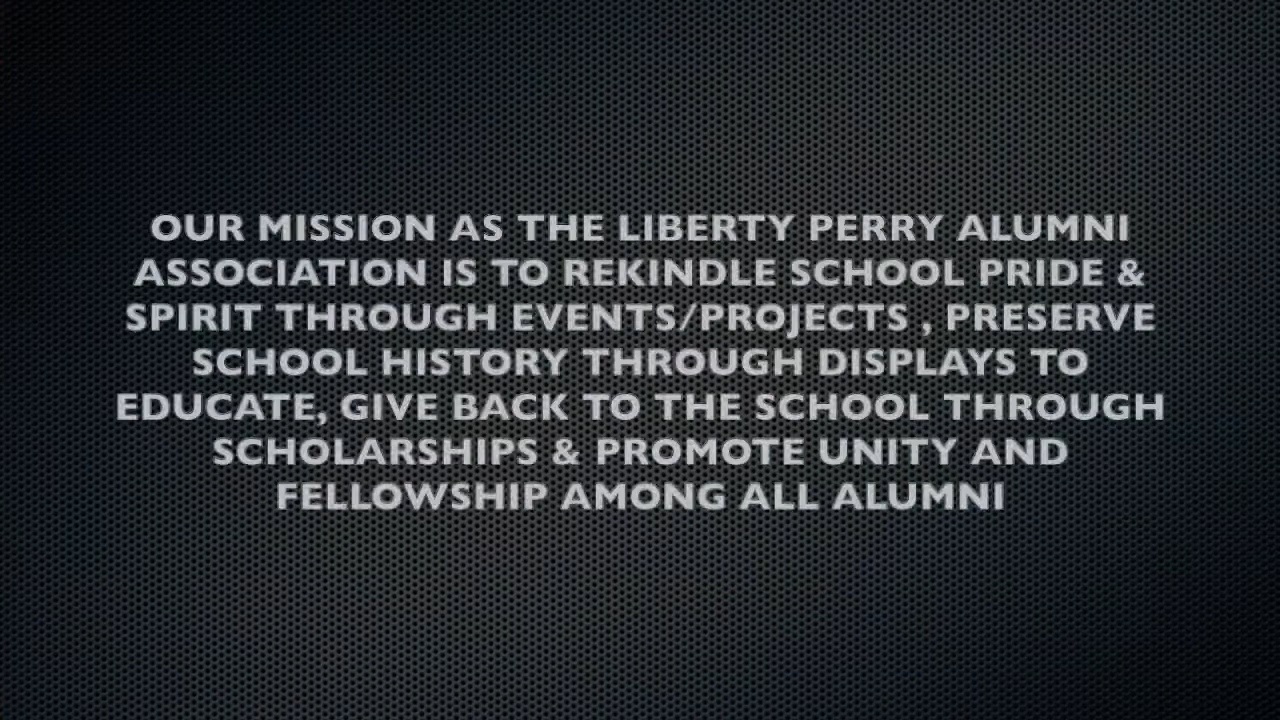 OUR MISSION AS THE LIBERTY PERRY ALUMNI
ASSOCIATION IS TO REKINDLE SCHOOL PRIDE &
SPIRIT THROUGH EVENTS/PROJECTS , PRESERVE
SCHOOL HISTORY THROUGH DISPLAYS TO
EDUCATE, GIVE BACK TO THE SCHOOL THROUGH
SCHOLARSHIPS & PROMOTE UNITY AND
FELLOWSHIP AMONG ALL ALUMNI